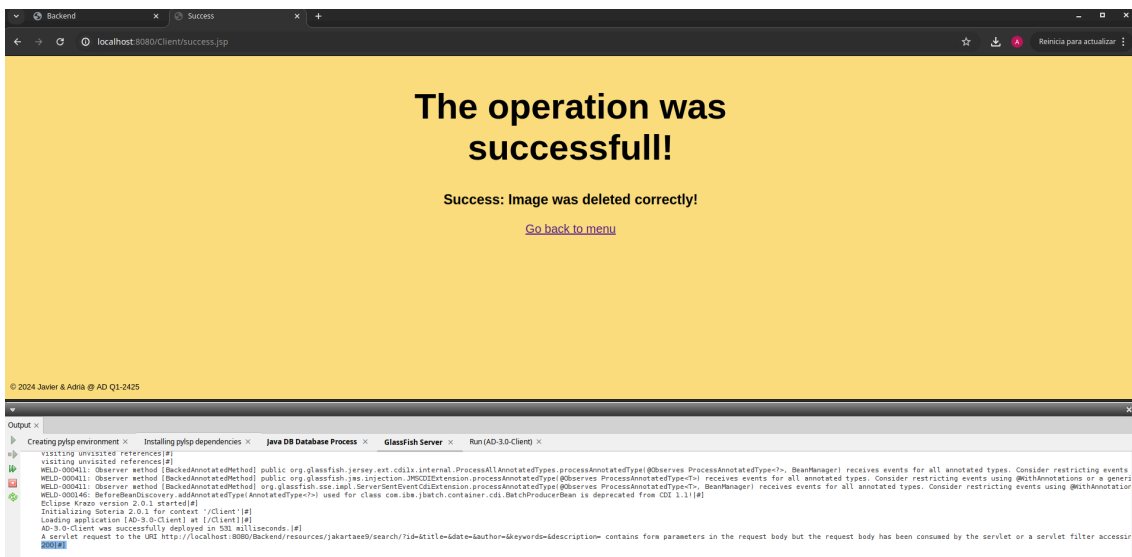 Backend
Success
localhost:8080/Client/success.jsp
A
Reinicia para actualizar
The operation was
successfull!
Success: Image was deleted correctly!
Go back to menu
© 2024 Javier & Adrià @ AD Q1-2425
Output
Creating pylsp environment
Installing pylsp dependencies
Java DB Database Process
GlassFish Server
Run (AD-3.0-Client)
visiting unvisited references|#]
visiting unvisited references|#]
WELD-000411: Observer method [BackedAnnotatedMethod] public org.glassfish.jersey.ext.cdi1x.internal.ProcessAllAnnotatedTypes.processAnnotatedType(@Observes ProcessAnnotatedType<?>, BeanManager) receives events for all annotated types. Consider restricting events
WELD-000411: Observer method [BackedAnnotatedMethod] public org.glassfish.jms.injection.JMSCDIExtension.processAnnotatedType(@Observes ProcessAnnotatedType<T>) receives events for all annotated types. Consider restricting events using @WithAnnotations or a generi
WELD-000411: Observer method [BackedAnnotatedMethod] org.glassfish.sse.impl.ServerSentEventCdiExtension.processAnnotatedType(@Observes ProcessAnnotatedType<T>, BeanManager) receives events for all annotated types. Consider restricting events using @WithAnnotation
WELD-000146: BeforeBeanDiscovery.addAnnotatedType(AnnotatedType<?>) used for class com.ibm.jbatch.container.cdi.BatchProducerBean is deprecated from CDI 1.1!|#]
Eclipse Krazo version 2.0.1 started|#]
Initializing Soteria 2.0.1 for context '/Client'|#]
Loading application [AD-3.0-Client] at [/Client]|#]
AD-3.0-Client was successfully deployed in 531 milliseconds.|#]
A servlet request to the URI http://localhost:8080/Backend/resources/jakartaee9/search/?id=&title=&date=&author=&keywords=&description= contains form parameters in the request body but the request body has been consumed by the servlet or a servlet filter accessin
200|#]